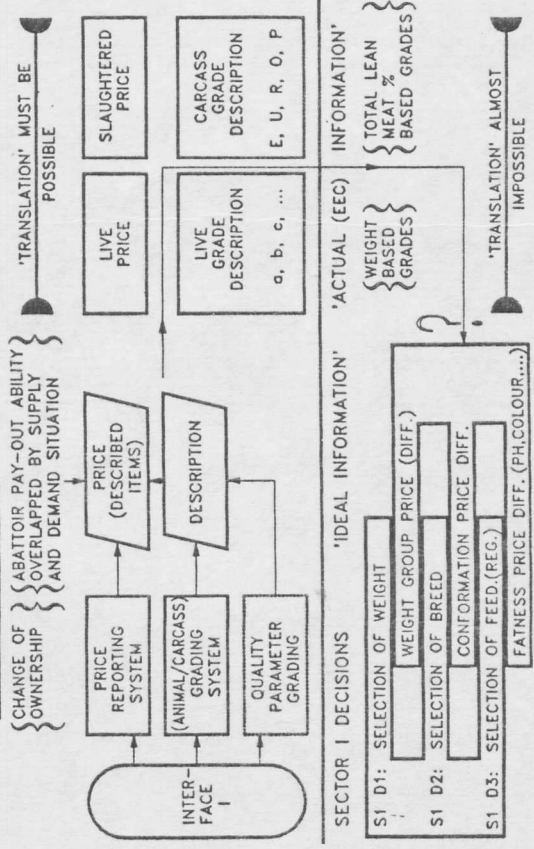 {CHANGE OF
OWNERSHIP}
{ABATTOIR PAY-OUT ABILITY
OVERLAPPED BY SUPPLY
AND DEMAND SITUATION}
'TRANSLATION' MUST BE
POSSIBLE
INTER-
FACE
I
PRICE
REPORTING
SYSTEM
(ANIMAL/CARCASS)
GRADING
SYSTEM
QUALITY
PARAMETER
GRADING
PRICE
(DESCRIBED
ITEMS)
DESCRIPTION
LIVE
PRICE
SLAUGHTERED
PRICE
LIVE
GRADE
DESCRIPTION
a, b, c, ...
CARCASS
GRADE
DESCRIPTION
E, U, R, O, P
SECTOR I DECISIONS
'IDEAL INFORMATION'
'ACTUAL (EEC) INFORMATION'
S1 D1: SELECTION OF WEIGHT
WEIGHT GROUP PRICE (DIFF.)
S1 D2: SELECTION OF BREED
CONFORMATION PRICE DIFF.
S1 D3: SELECTION OF FEED.(REG.)
FATNESS PRICE DIFF. (PH,COLOUR,...)
?
{WEIGHT
BASED
GRADES}
{TOTAL LEAN
MEAT %
BASED GRADES}
'TRANSLATION' ALMOST
IMPOSSIBLE